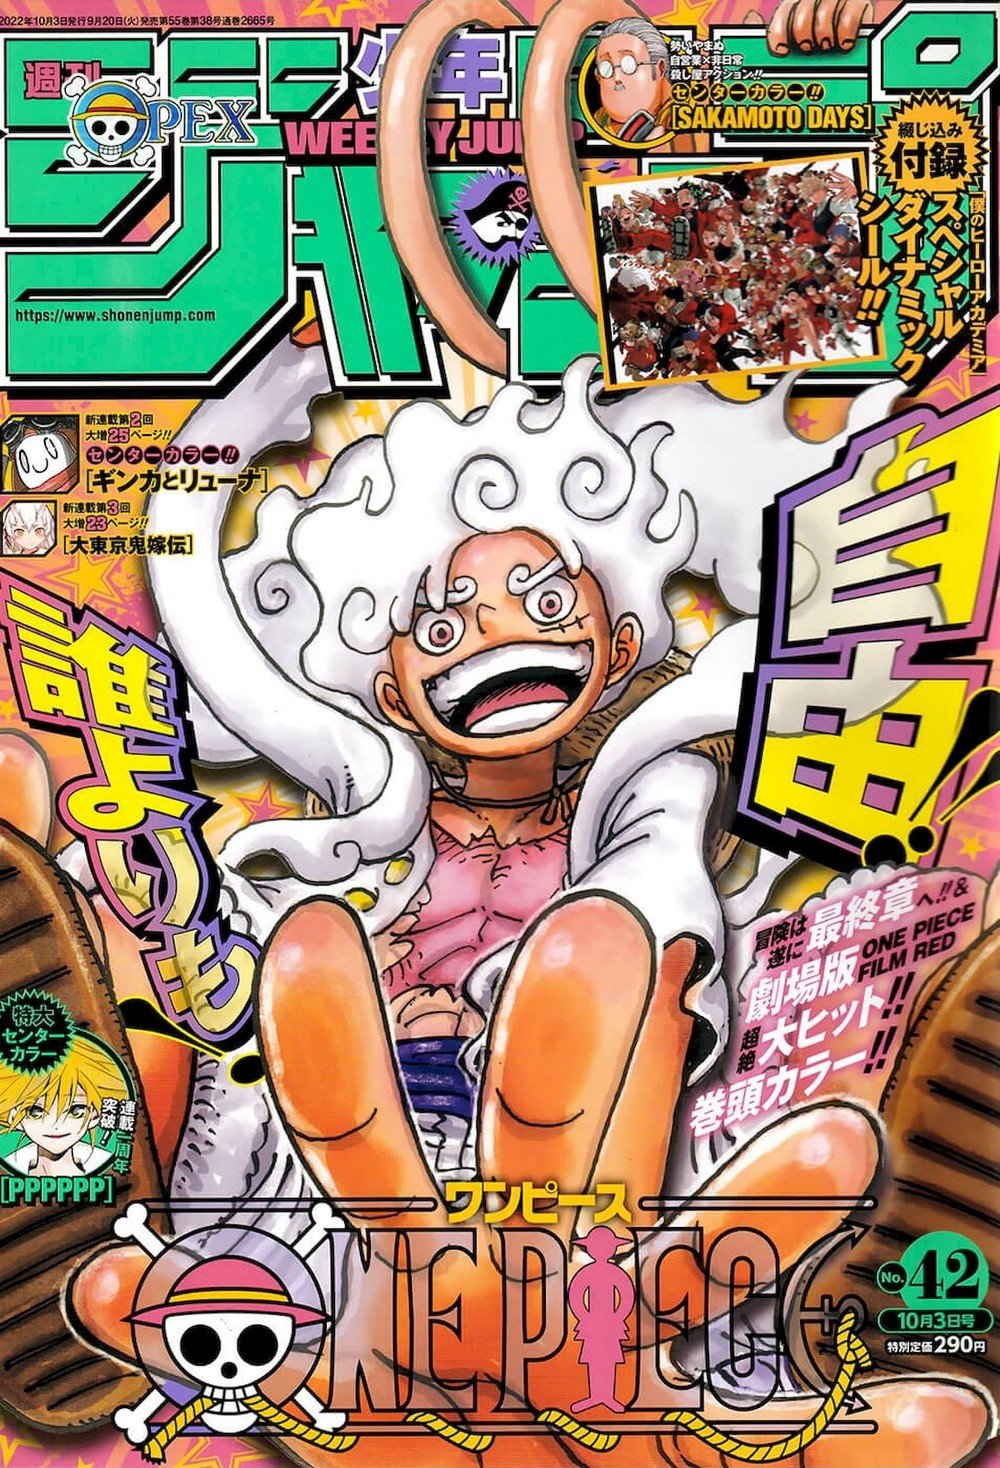 2022年10月3日発行9月20日(火)発売第55巻第38号通巻2665号
週刊
少年
ジャンプ
OPEX
WEEKLY JUMP
https://www.shonenjump.com
勢いやまぬ
自営業×非日常
殺し屋アクション!!
センターカラー!!
[SAKAMOTO DAYS]
綴じ込み
付録
「僕のヒーローアカデミア」
スペシャル
ダイナミック
シール!!
新連載第2回
大増25ページ!!
センターカラー!!
[ギンカとリューナ]
新連載第3回
大増23ページ!!
[大東京鬼嫁伝]
誰よりも
自由!!
冒険は
遂に
最終章へ!!&
劇場版
ONE PIECE
FILM RED
超絶
大ヒット!!
巻頭カラー!!
特大
センター
カラー
連載一周年
突破!
[PPPPPP]
ワンピース
ONE PIECE
No.42
10月3日号
特別定価290円